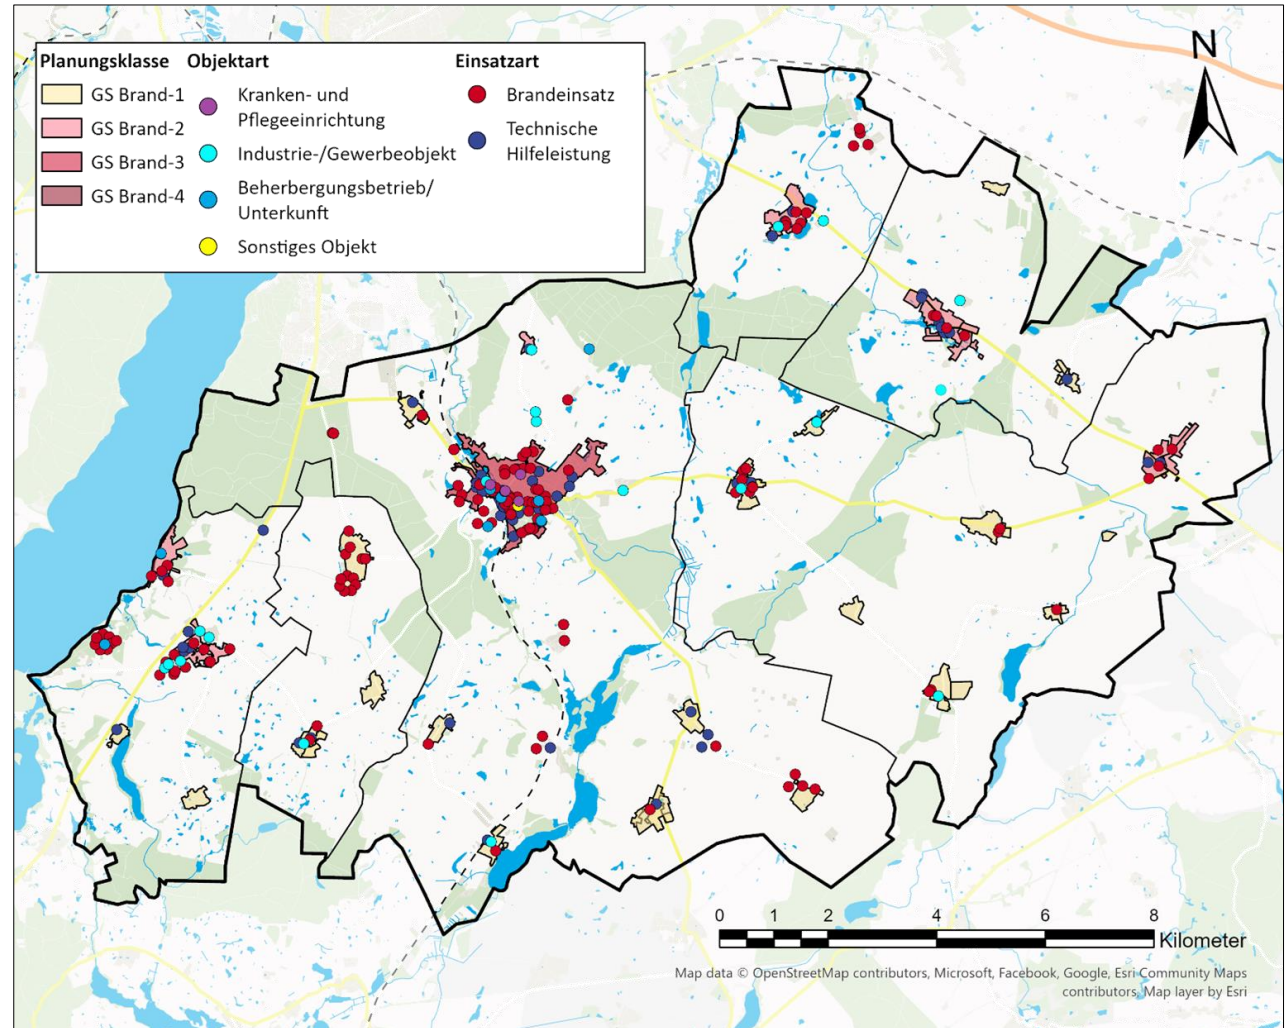 Planungsklasse Objektart Einsatzart
GS Brand-1
GS Brand-2
GS Brand-3
GS Brand-4
Kranken- und
Pflegeeinrichtung
Industrie-/Gewerbeobjekt
Beherbergungsbetrieb/
Unterkunft
Sonstiges Objekt
Brandeinsatz
Technische
Hilfeleistung
N
0 1 2 4 6 8
Kilometer
Map data © OpenStreetMap contributors, Microsoft, Facebook, Google, Esri Community Maps
contributors, Map layer by Esri